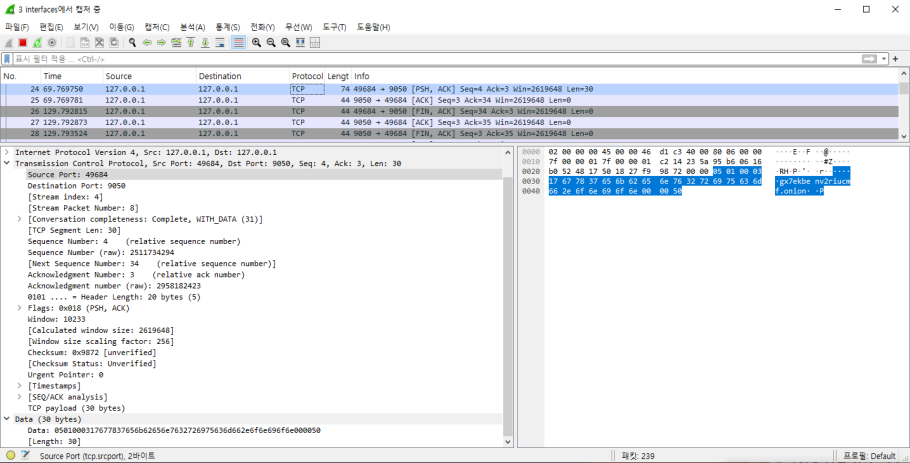 3 interfaces에서 캡처 중
파일(F) 편집(E) 보기(V) 이동(G) 캡처(C) 분석(A) 통계(S) 전화(Y) 무선(W) 도구(T) 도움말(H)
표시 필터 적용 ... <Ctrl-/>
No. Time Source Destination Protocol Lengt Info
24 69.769750 127.0.0.1 127.0.0.1 TCP 74 49684 → 9050 [PSH, ACK] Seq=4 Ack=3 Win=2619648 Len=30
25 69.769781 127.0.0.1 127.0.0.1 TCP 44 9050 → 49684 [ACK] Seq=3 Ack=34 Win=2619648 Len=0
26 129.792815 127.0.0.1 127.0.0.1 TCP 44 49684 → 9050 [FIN, ACK] Seq=34 Ack=3 Win=2619648 Len=0
27 129.792873 127.0.0.1 127.0.0.1 TCP 44 9050 → 49684 [ACK] Seq=3 Ack=35 Win=2619648 Len=0
28 129.793524 127.0.0.1 127.0.0.1 TCP 44 9050 → 49684 [FIN, ACK] Seq=3 Ack=35 Win=2619648 Len=0
Internet Protocol Version 4, Src: 127.0.0.1, Dst: 127.0.0.1
Transmission Control Protocol, Src Port: 49684, Dst Port: 9050, Seq: 4, Ack: 3, Len: 30
Source Port: 49684
Destination Port: 9050
[Stream index: 4]
[Stream Packet Number: 8]
[Conversation completeness: Complete, WITH_DATA (31)]
[TCP Segment Len: 30]
Sequence Number: 4 (relative sequence number)
Sequence Number (raw): 2511734294
[Next Sequence Number: 34 (relative sequence number)]
Acknowledgment Number: 3 (relative ack number)
Acknowledgment number (raw): 2958182423
0101 .... = Header Length: 20 bytes (5)
Flags: 0x018 (PSH, ACK)
Window: 10233
[Calculated window size: 2619648]
[Window size scaling factor: 256]
Checksum: 0x9872 [unverified]
[Checksum Status: Unverified]
Urgent Pointer: 0
[Timestamps]
[SEQ/ACK analysis]
TCP payload (30 bytes)
Data (30 bytes)
Data: 0501000317677837656b62656e7632726975636d662e6f6e696f6e000050
[Length: 30]
0000 02 00 00 00 45 00 00 46 d1 c3 40 00 80 06 00 00 ····E··F ··@·····
0010 7f 00 00 01 7f 00 00 01 c2 14 23 5a 95 b6 06 16 ········ ··#Z····
0020 b0 52 48 17 50 18 27 f9 98 72 00 00 05 01 00 03 ·RH·P·'· ·r······
0030 17 67 78 37 65 6b 62 65 6e 76 32 72 69 75 63 6d ·gx7ekbe nv2riucm
0040 66 2e 6f 6e 69 6f 6e 00 00 50 f.onion· ·P
Source Port (tcp.srcport), 2바이트
패킷: 239
프로필: Default